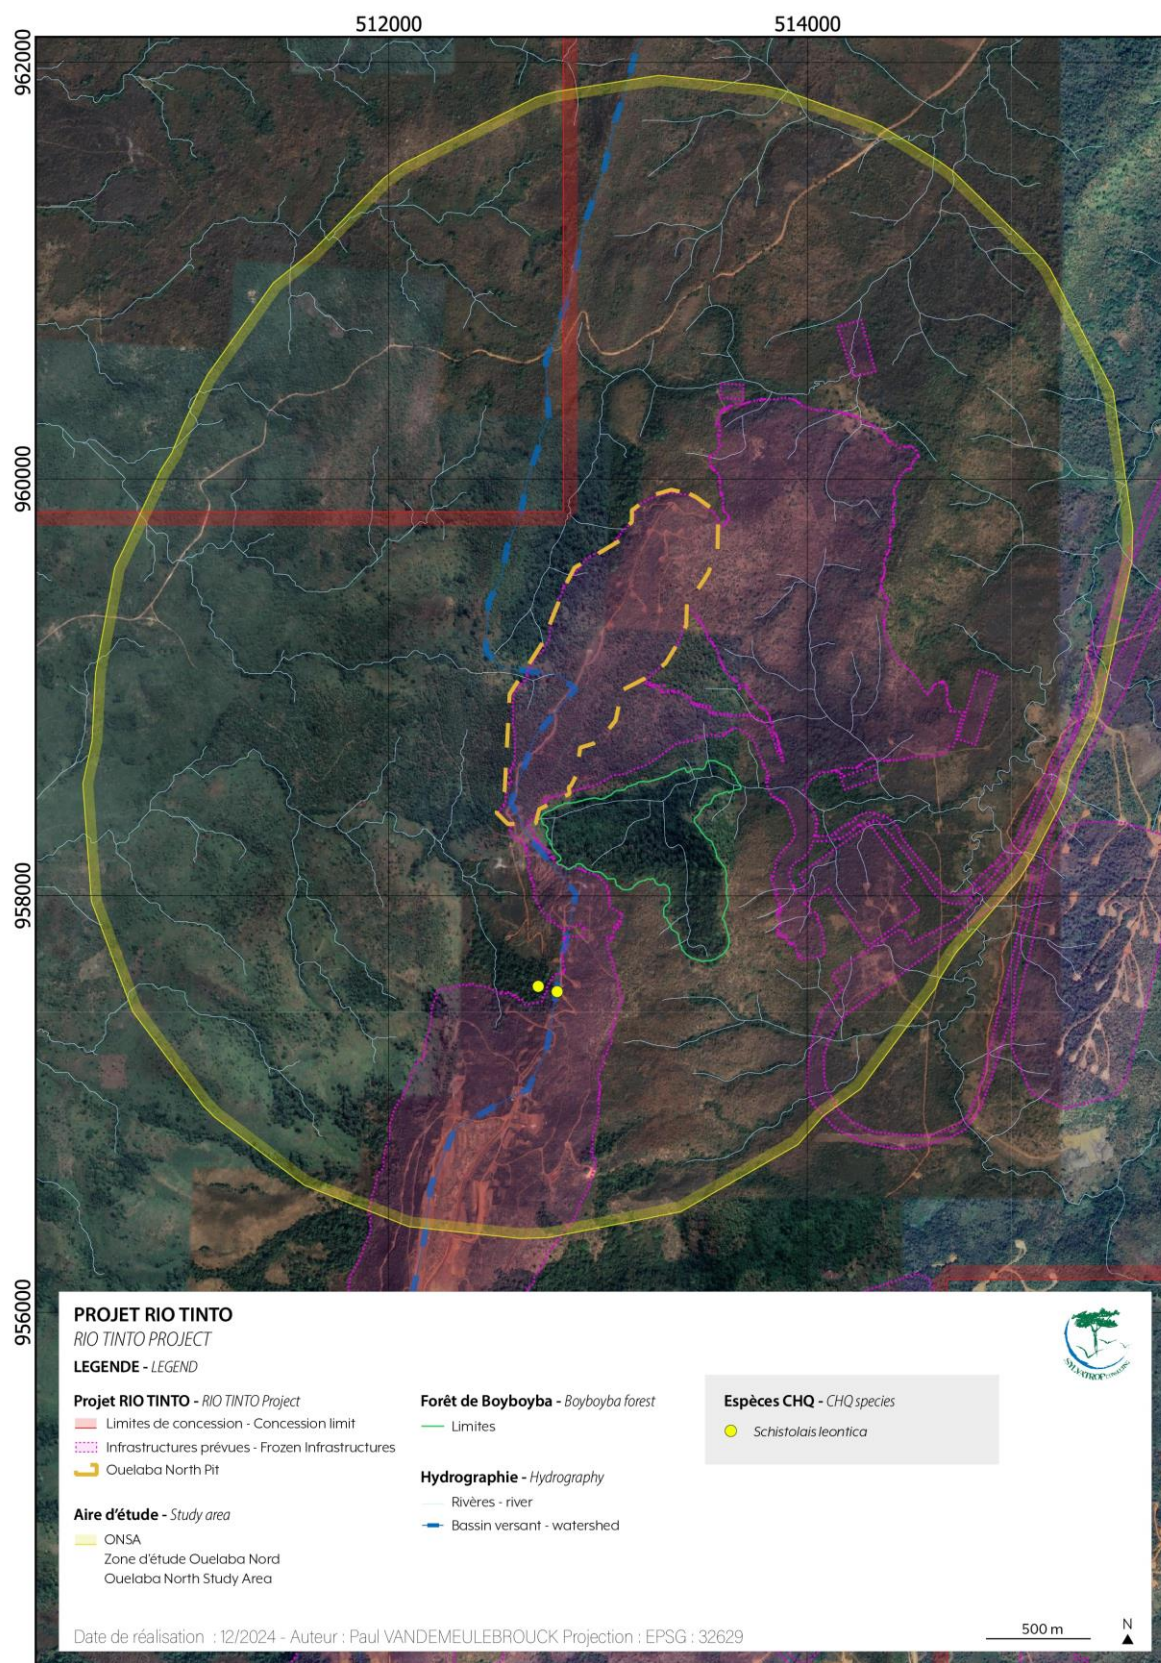 512000
514000
962000
960000
958000
956000
PROJET RIO TINTO
RIO TINTO PROJECT
LEGENDE - LEGEND
Projet RIO TINTO - RIO TINTO Project
Limites de concession - Concession limit
Infrastructures prévues - Frozen Infrastructures
Ouelaba North Pit
Aire d'étude - Study area
ONSA
Zone d'étude Ouelaba Nord
Ouelaba North Study Area
Forêt de Boyboyba - Boyboyba forest
Limites
Hydrographie - Hydrography
Rivières - river
Bassin versant - watershed
Espèces CHQ - CHQ species
Schistolais leontica
SYLVATROP CONSULTING
Date de réalisation : 12/2024 - Auteur : Paul VANDEMEULEBROUCK Projection : EPSG : 32629
500 m
N